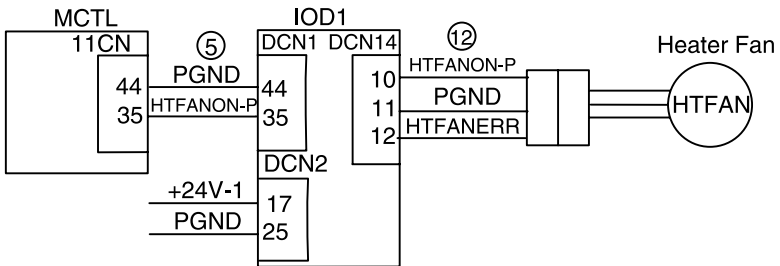 MCTL
IOD1
11CN
⑤
DCN1
DCN14
⑫
Heater Fan
44
PGND
44
10
HTFANON-P
35
HTFANON-P
35
11
PGND
HTFAN
12
HTFANERR
DCN2
+24V-1
17
PGND
25